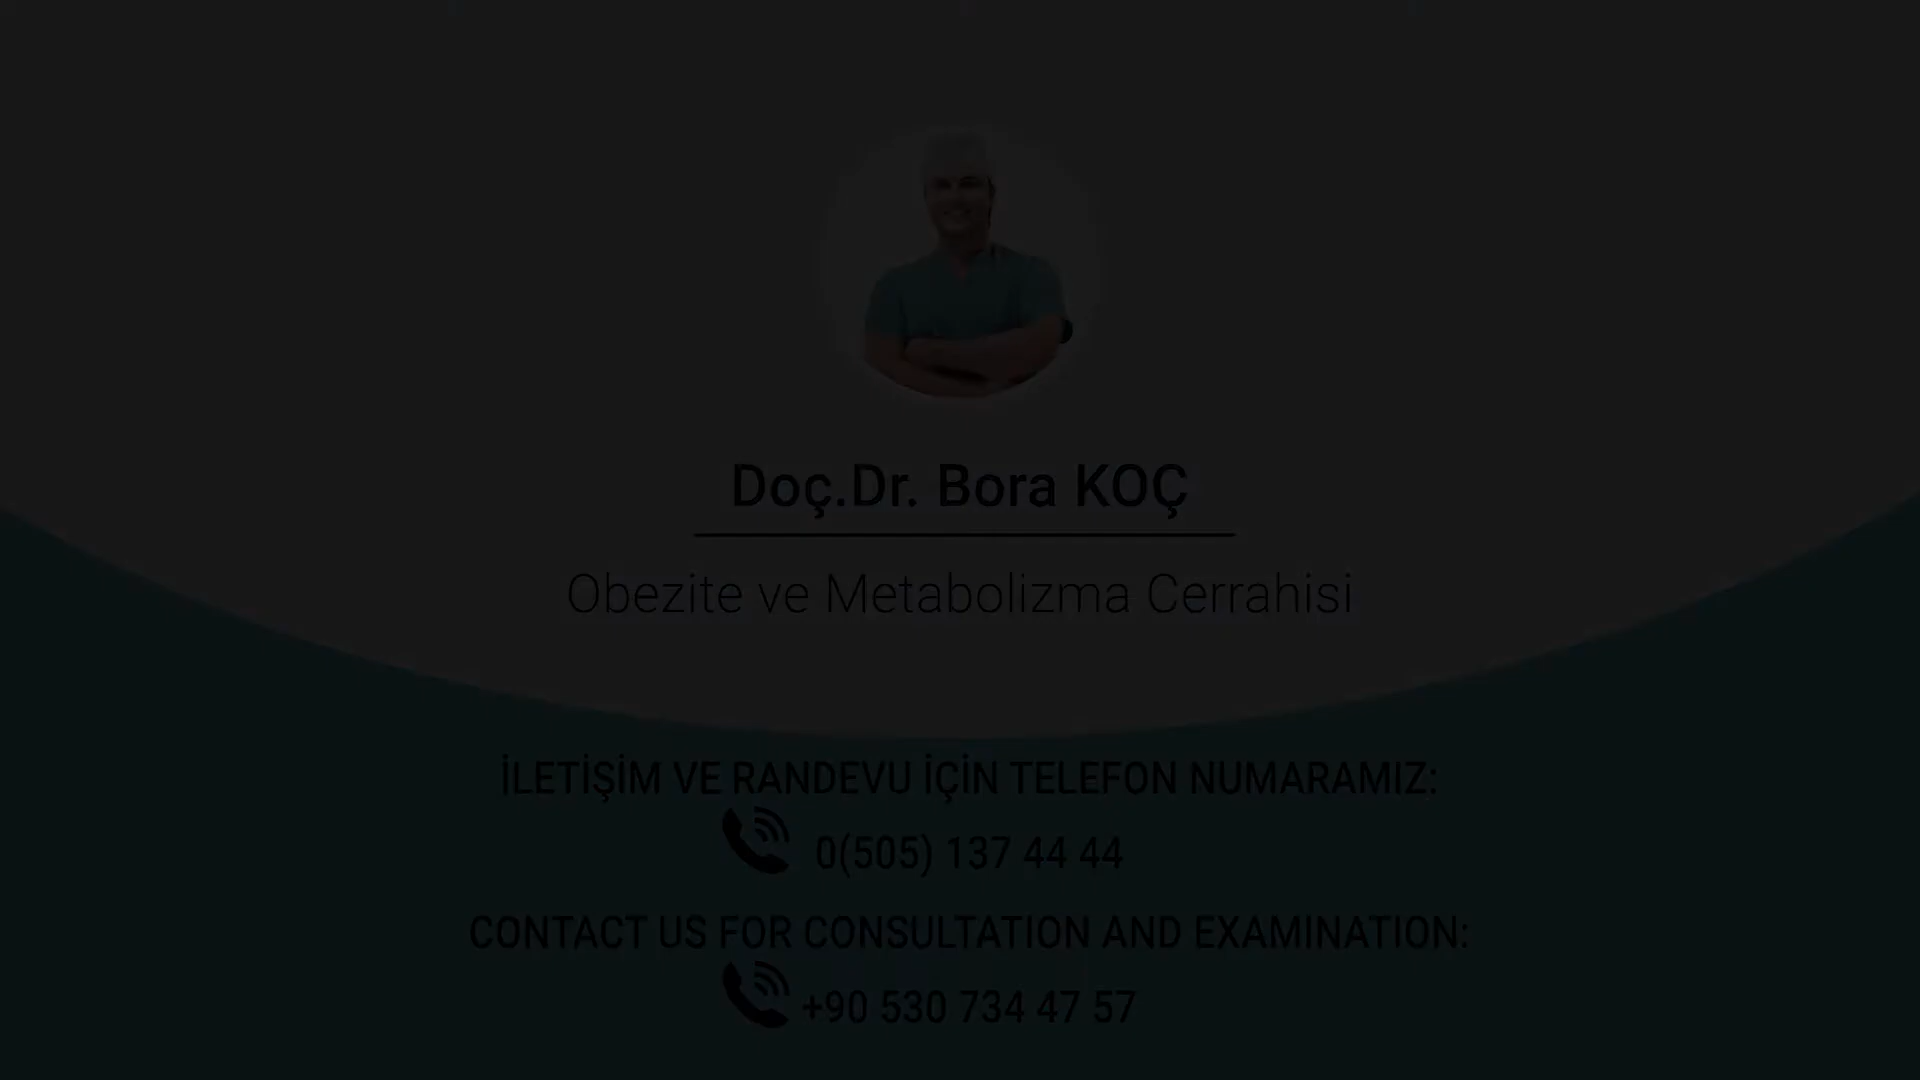 Doç.Dr. Bora KOÇ
Obezite ve Metabolizma Cerrahisi
İLETİŞİM VE RANDEVU İÇİN TELEFON NUMARAMIZ:
0(505) 137 44 44
CONTACT US FOR CONSULTATION AND EXAMINATION:
+90 530 734 47 57